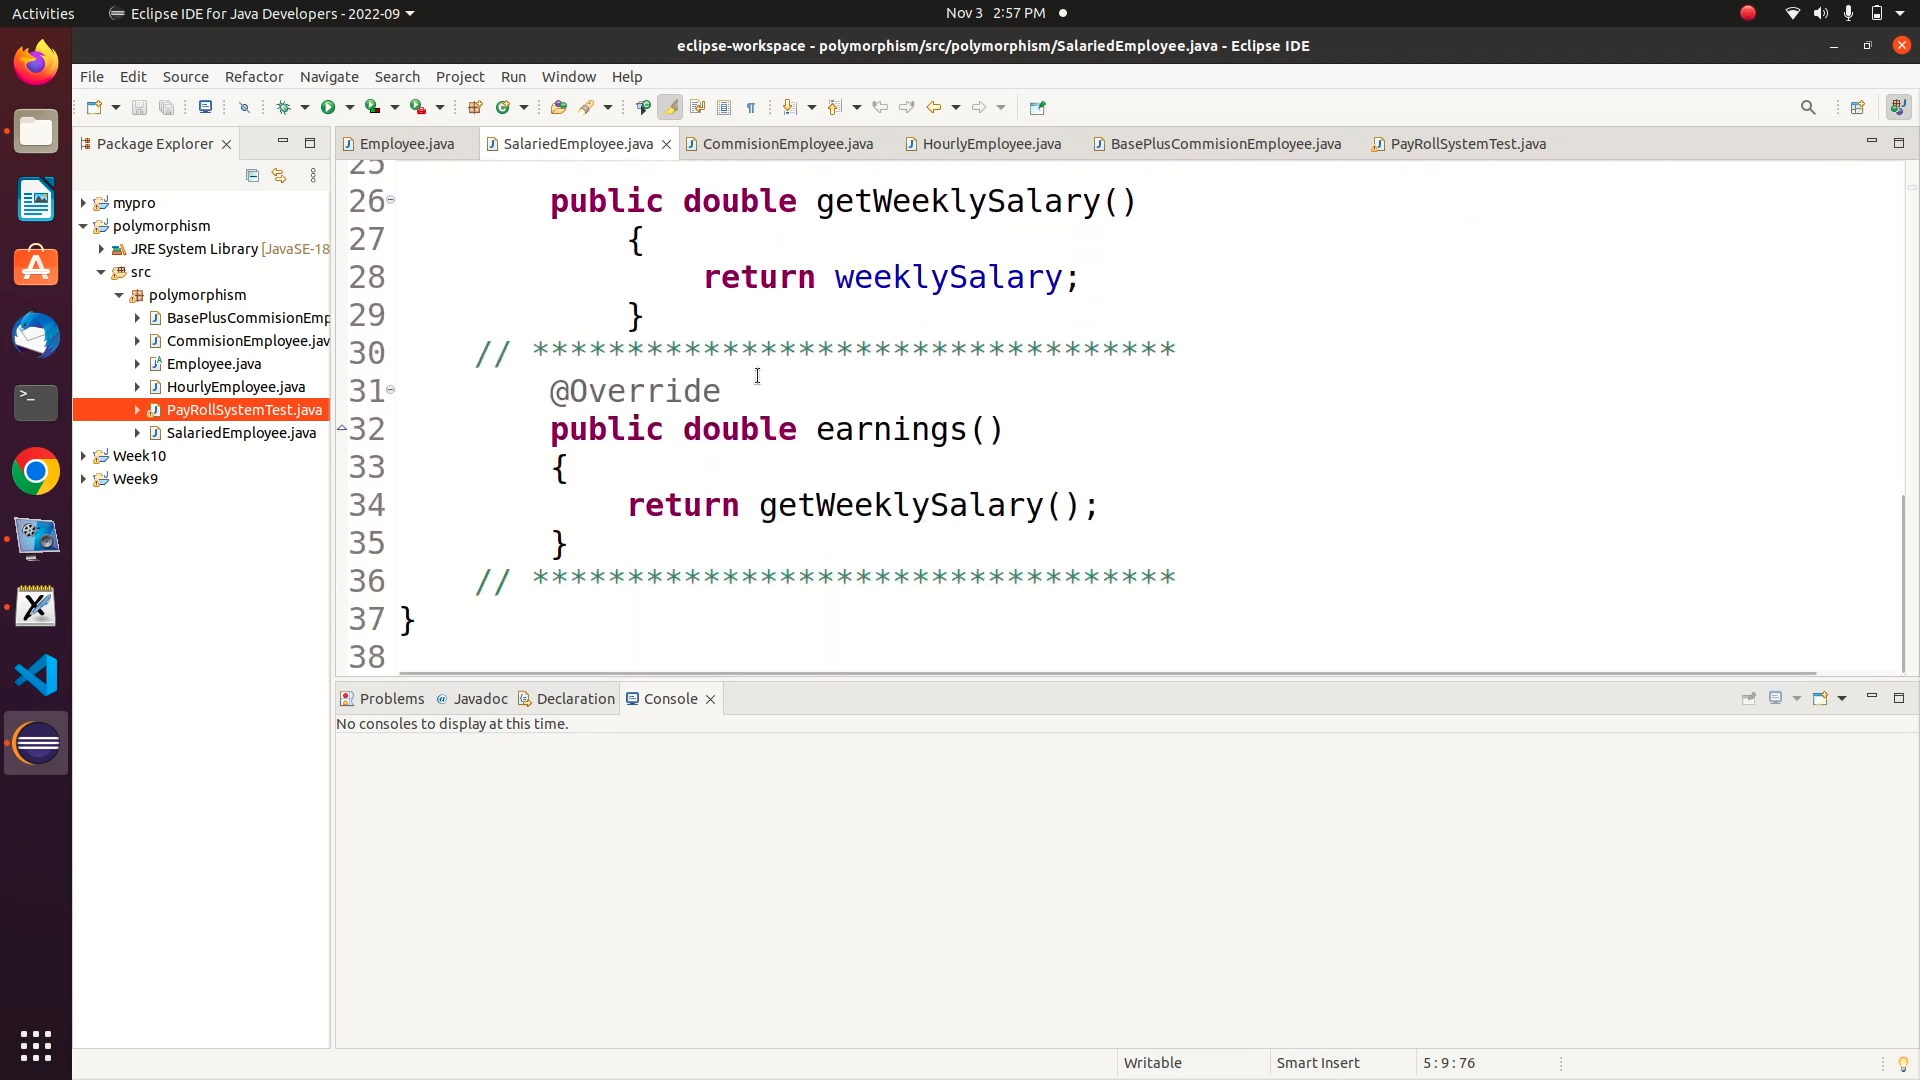 Activities Eclipse IDE for Java Developers - 2022-09 Nov 3 2:57 PM
eclipse-workspace - polymorphism/src/polymorphism/SalariedEmployee.java - Eclipse IDE
File Edit Source Refactor Navigate Search Project Run Window Help
Package Explorer
Employee.java SalariedEmployee.java CommisionEmployee.java HourlyEmployee.java BasePlusCommisionEmployee.java PayRollSystemTest.java
mypro
polymorphism
JRE System Library [JavaSE-18
src
polymorphism
BasePlusCommisionEmp
CommisionEmployee.jav
Employee.java
HourlyEmployee.java
PayRollSystemTest.java
SalariedEmployee.java
Week10
Week9
25
26 public double getWeeklySalary()
27 {
28 return weeklySalary;
29 }
30 // **********************************
31 @Override
32 public double earnings()
33 {
34 return getWeeklySalary();
35 }
36 // **********************************
37 }
38
Problems @ Javadoc Declaration Console
No consoles to display at this time.
Writable Smart Insert 5:9:76